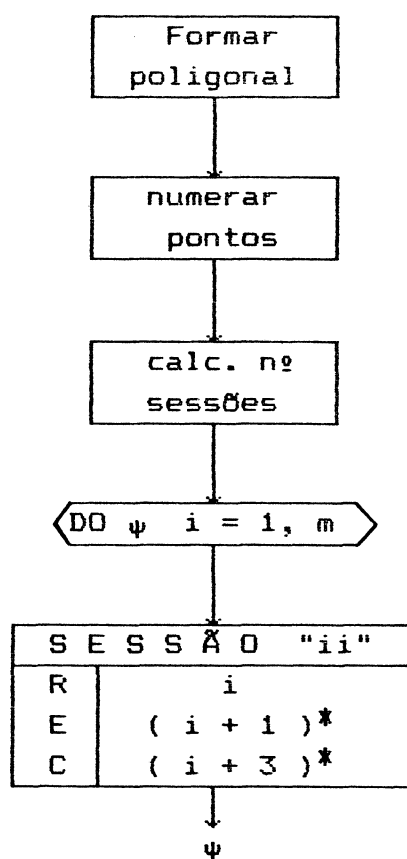 Formar
poligonal
numerar
pontos
calc. nº
sessões
DO ψ i = 1, m
S E S S Ã O "ii"
R i
E ( i + 1 )*
C ( i + 3 )*
ψ